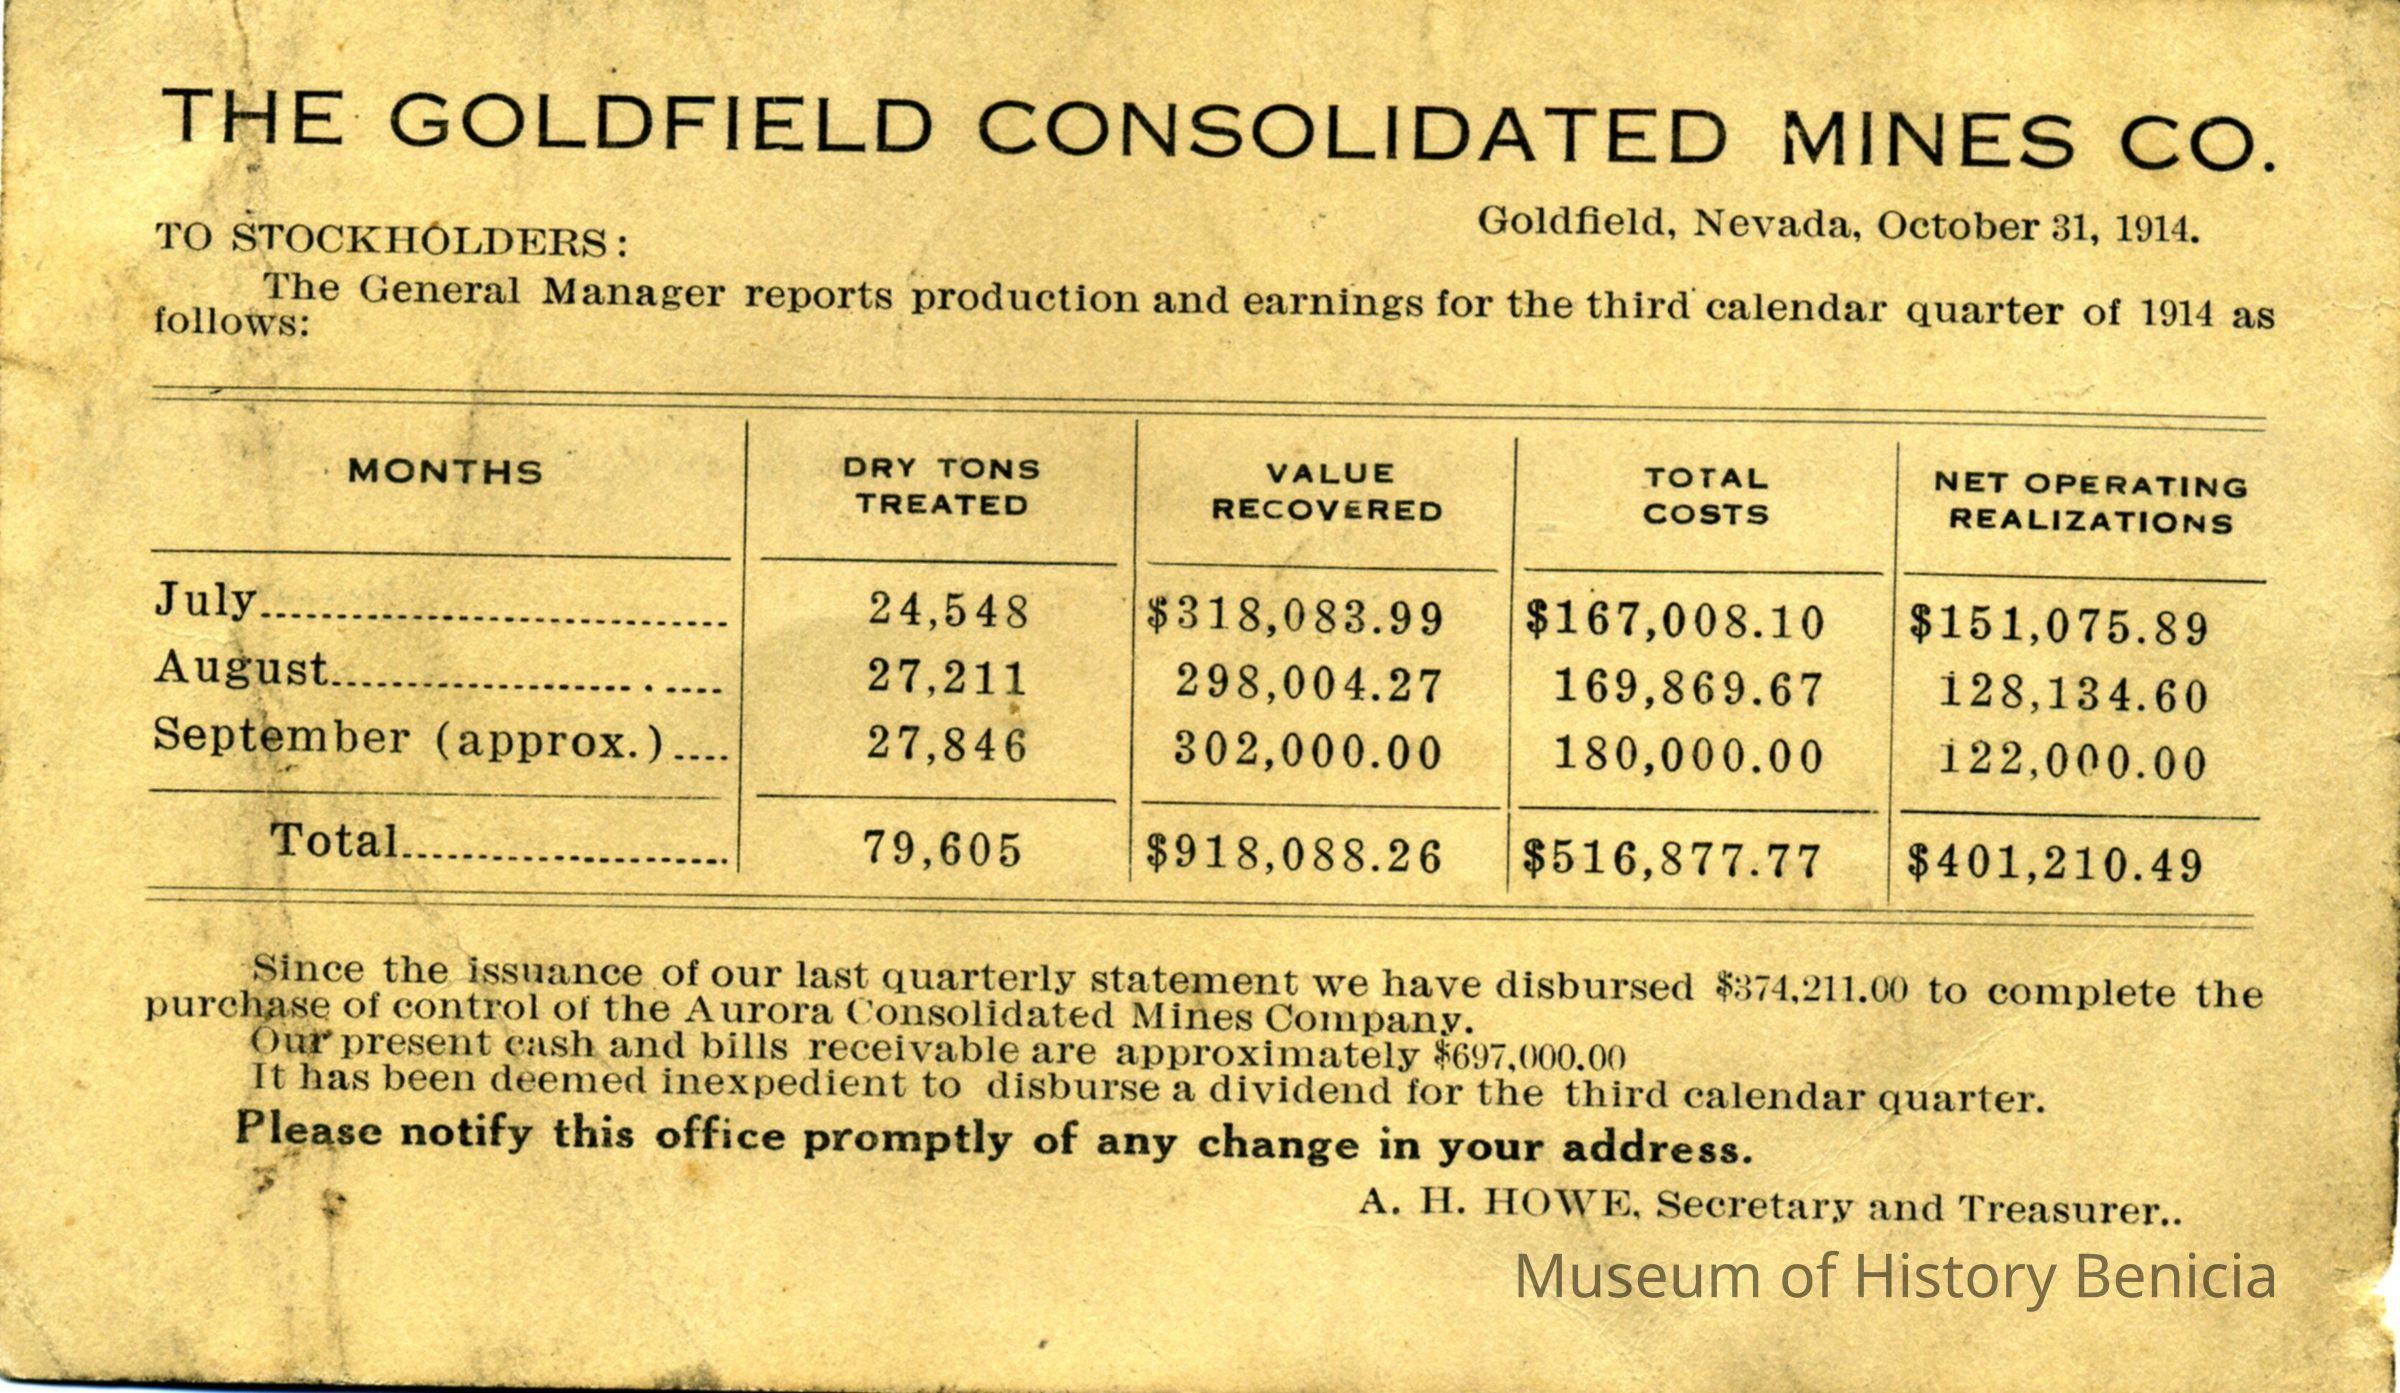 THE GOLDFIELD CONSOLIDATED MINES CO.
Goldfield, Nevada, October 31, 1914.
TO STOCKHOLDERS:
The General Manager reports production and earnings for the third calendar quarter of 1914 as
follows:
MONTHS DRY TONS TREATED VALUE RECOVERED TOTAL COSTS NET OPERATING REALIZATIONS
July 24,548 $318,083.99 $167,008.10 $151,075.89
August 27,211 298,004.27 169,869.67 128,134.60
September (approx.) 27,846 302,000.00 180,000.00 122,000.00
Total 79,605 $918,088.26 $516,877.77 $401,210.49
Since the issuance of our last quarterly statement we have disbursed $374,211.00 to complete the
purchase of control of the Aurora Consolidated Mines Company.
Our present cash and bills receivable are approximately $697,000.00
It has been deemed inexpedient to disburse a dividend for the third calendar quarter.
Please notify this office promptly of any change in your address.
A. H. HOWE, Secretary and Treasurer..
Museum of History Benicia